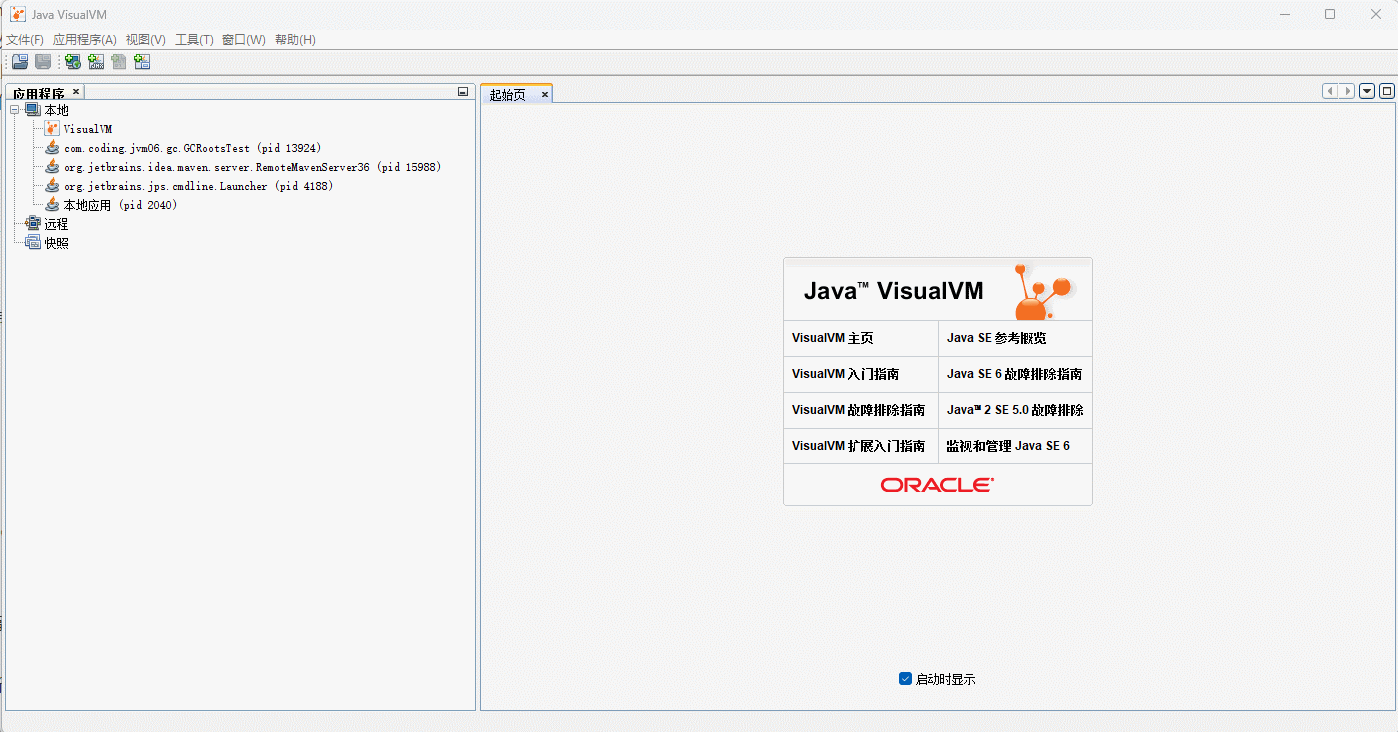 Java VisualVM
文件(F) 应用程序(A) 视图(V) 工具(T) 窗口(W) 帮助(H)
应用程序
本地
VisualVM
com.coding.jvm06.gc.GCRootsTest (pid 13924)
org.jetbrains.idea.maven.server.RemoteMavenServer36 (pid 15988)
org.jetbrains.jps.cmdline.Launcher (pid 4188)
本地应用 (pid 2040)
远程
快照
起始页
Java™ VisualVM
VisualVM 主页
Java SE 参考概览
VisualVM 入门指南
Java SE 6 故障排除指南
VisualVM 故障排除指南
Java™ 2 SE 5.0 故障排除
VisualVM 扩展入门指南
监视和管理 Java SE 6
ORACLE
启动时显示